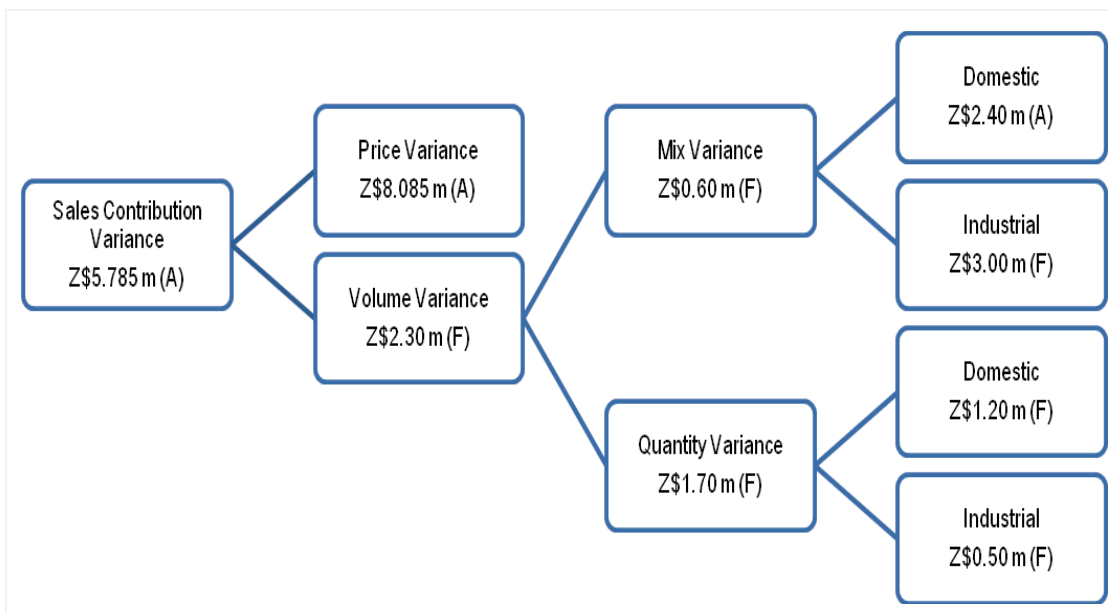 Sales Contribution
Variance
Z$5.785 m (A)
Price Variance
Z$8.085 m (A)
Volume Variance
Z$2.30 m (F)
Mix Variance
Z$0.60 m (F)
Quantity Variance
Z$1.70 m (F)
Domestic
Z$2.40 m (A)
Industrial
Z$3.00 m (F)
Domestic
Z$1.20 m (F)
Industrial
Z$0.50 m (F)